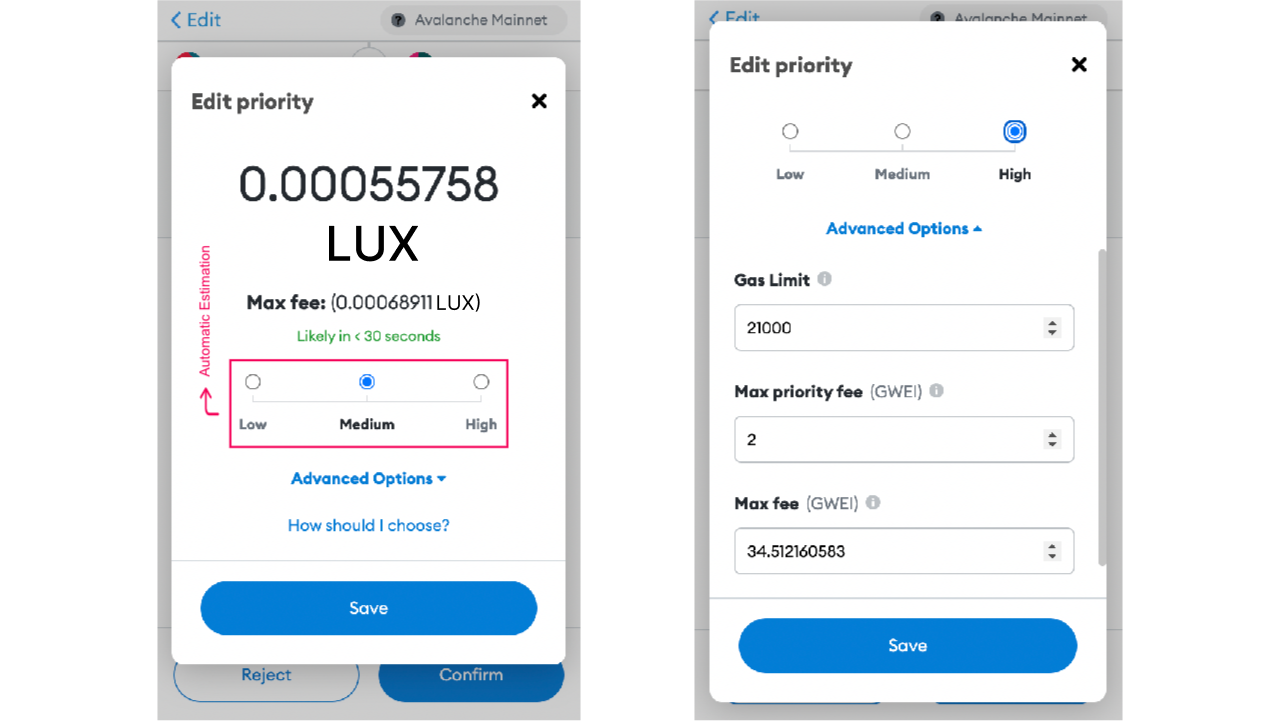 Edit
Avalanche Mainnet
Edit priority
0.00055758
LUX
Max fee: (0.00068911 LUX)
Likely in < 30 seconds
Automatic Estimation
Low Medium High
Advanced Options
How should I choose?
Save
Reject Confirm
Edit
Avalanche Mainnet
Edit priority
Low Medium High
Advanced Options
Gas Limit
21000
Max priority fee (GWEI)
2
Max fee (GWEI)
34.512160583
Save